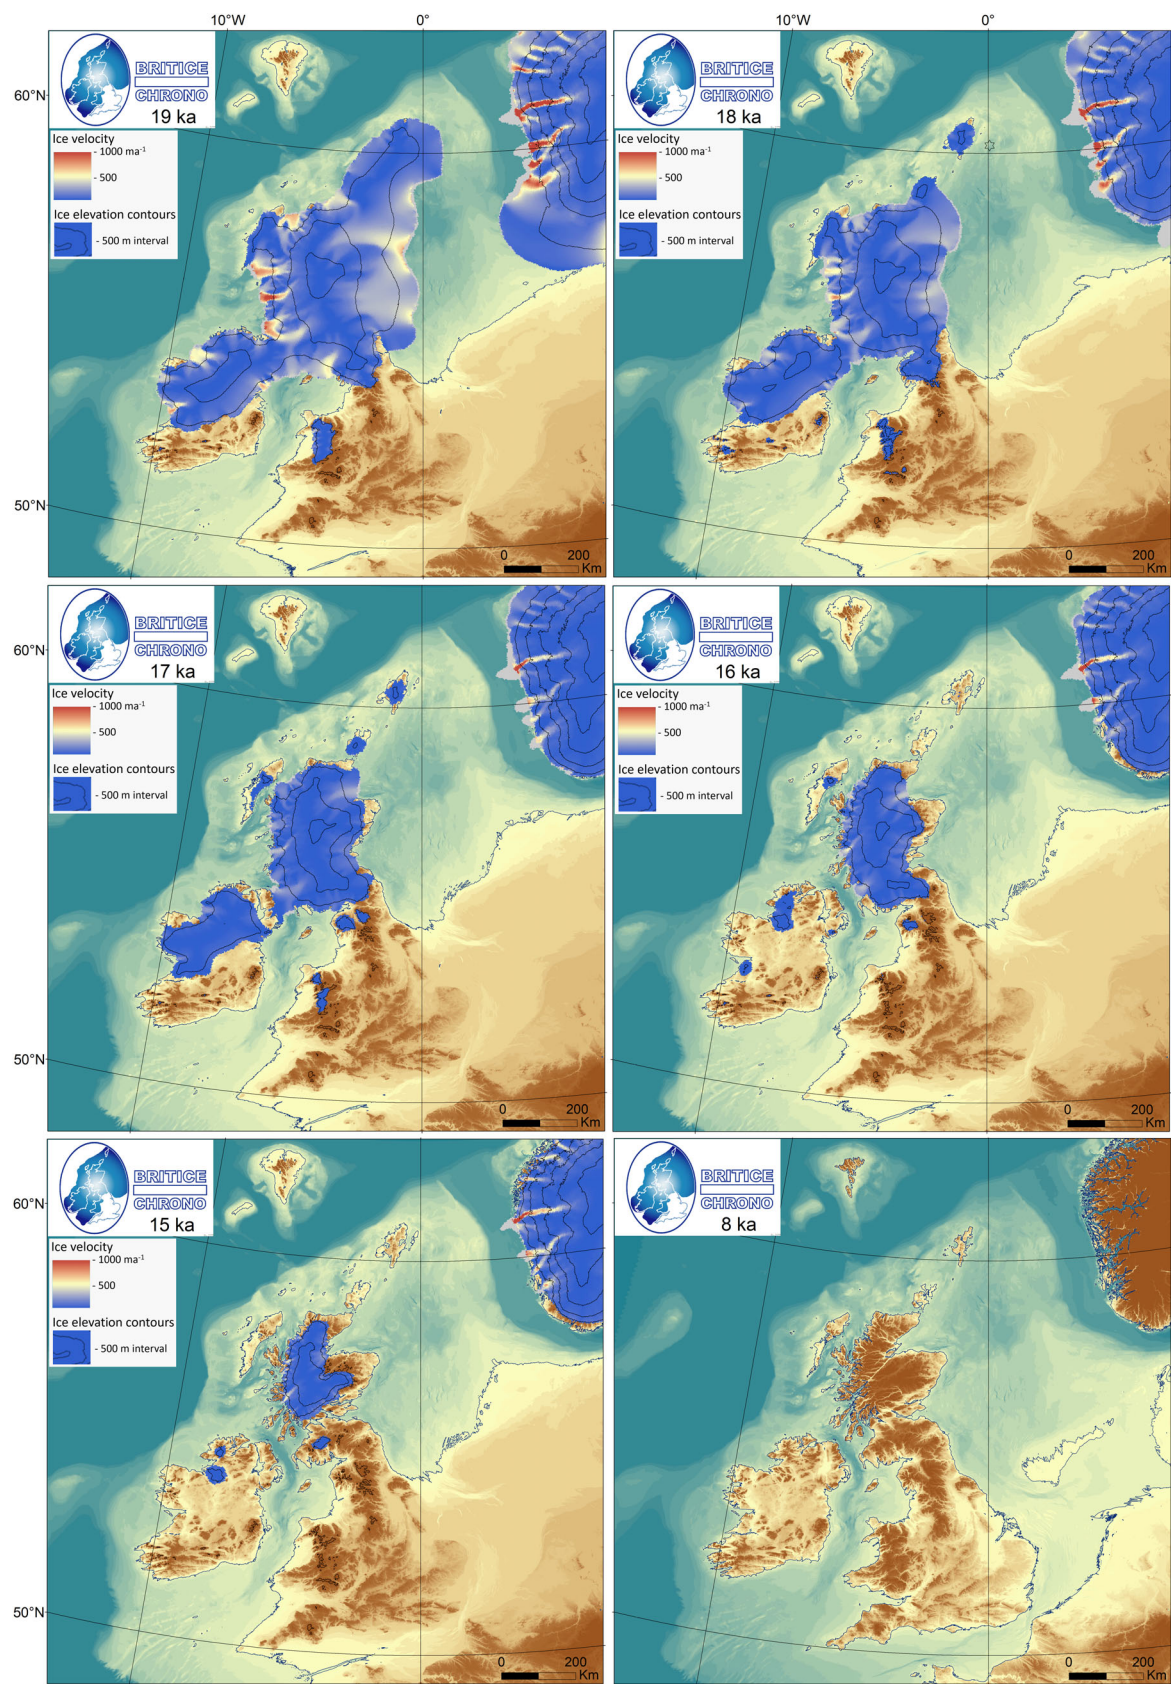 10°W 0° 10°W 0°
60°N
BRITICE
CHRONO
19 ka
Ice velocity
- 1000 ma⁻¹
- 500
Ice elevation contours
- 500 m interval
50°N
0 200
Km
BRITICE
CHRONO
18 ka
Ice velocity
- 1000 ma⁻¹
- 500
Ice elevation contours
- 500 m interval
0 200
Km
60°N
BRITICE
CHRONO
17 ka
Ice velocity
- 1000 ma⁻¹
- 500
Ice elevation contours
- 500 m interval
50°N
0 200
Km
BRITICE
CHRONO
16 ka
Ice velocity
- 1000 ma⁻¹
- 500
Ice elevation contours
- 500 m interval
0 200
Km
60°N
BRITICE
CHRONO
15 ka
Ice velocity
- 1000 ma⁻¹
- 500
Ice elevation contours
- 500 m interval
50°N
0 200
Km
BRITICE
CHRONO
8 ka
0 200
Km